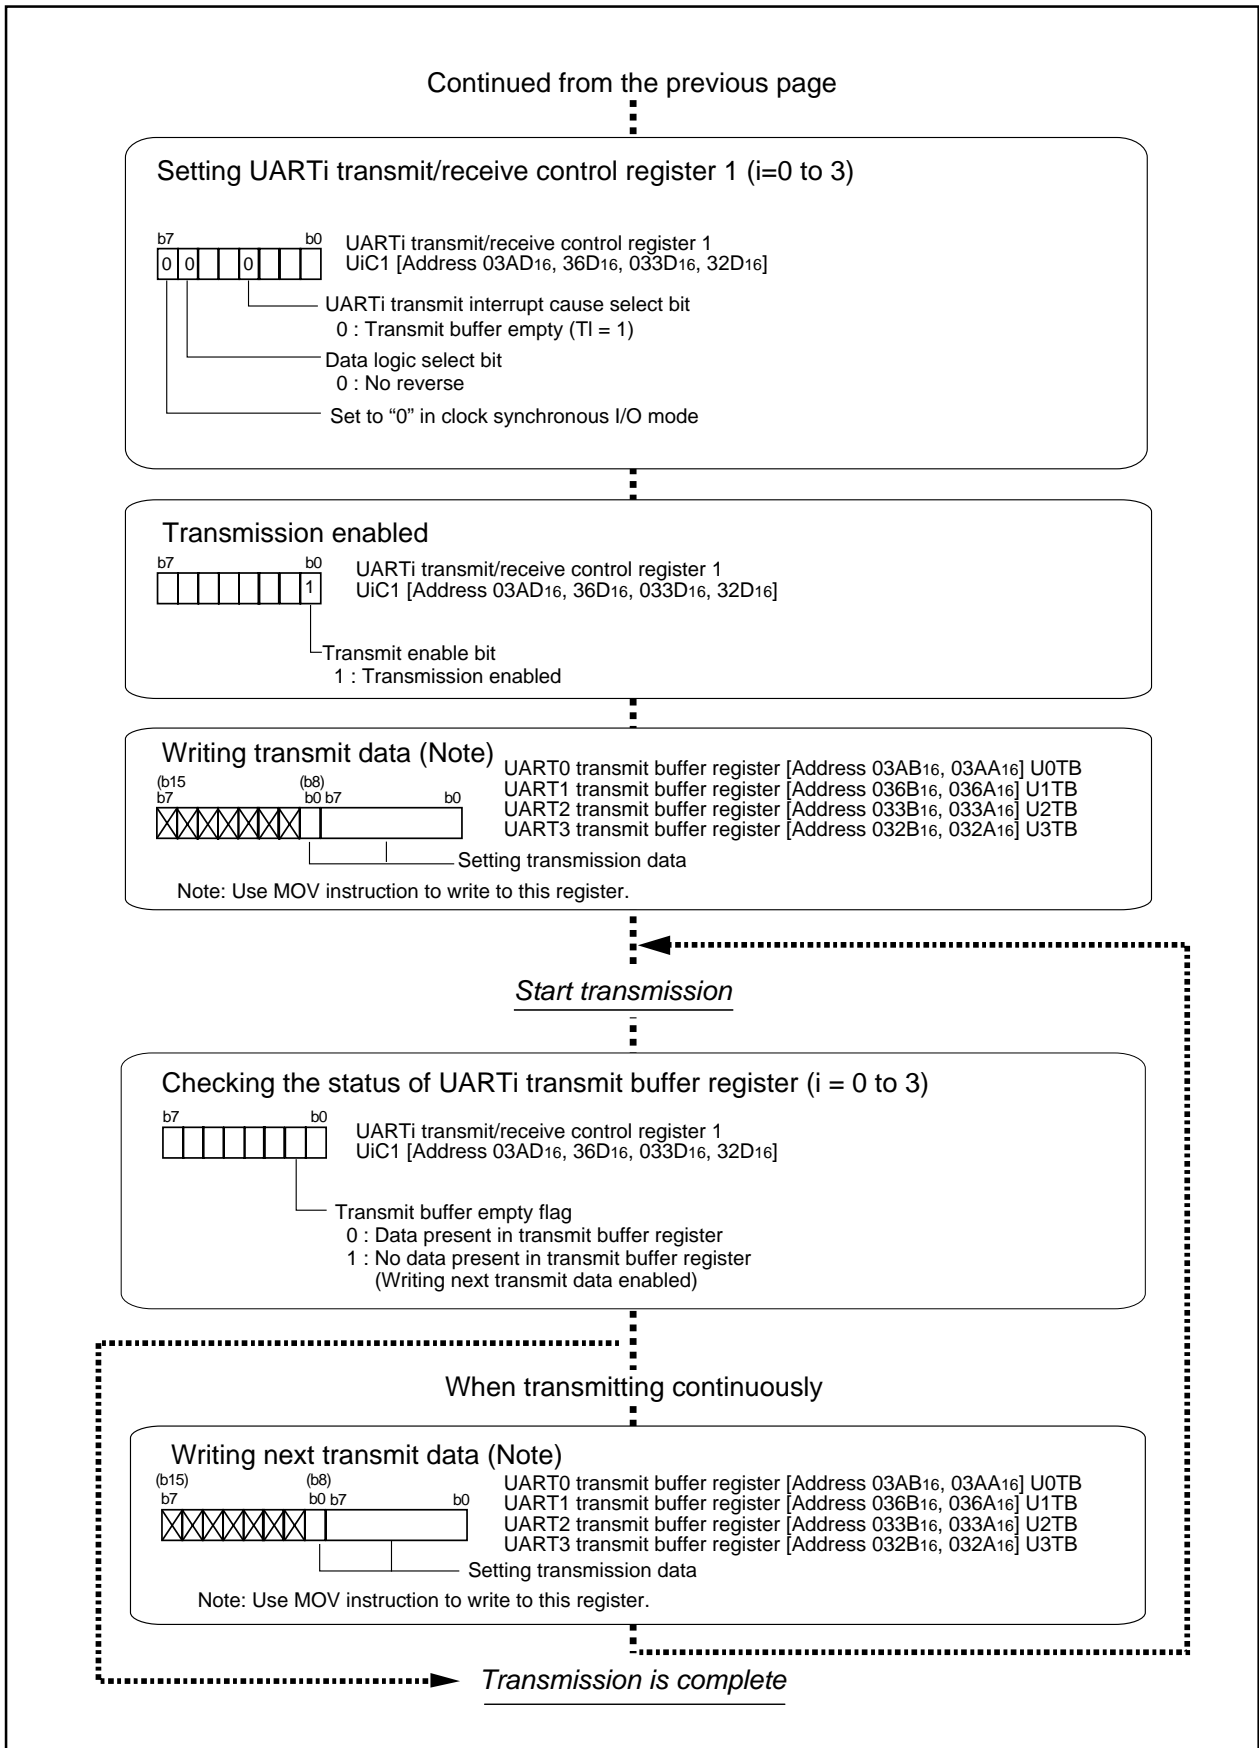 Continued from the previous page
Setting UARTi transmit/receive control register 1 (i=0 to 3)
b7 b0
0 0 0
UARTi transmit/receive control register 1
UiC1 [Address 03AD16, 36D16, 033D16, 32D16]
UARTi transmit interrupt cause select bit
0 : Transmit buffer empty (TI = 1)
Data logic select bit
0 : No reverse
Set to “0” in clock synchronous I/O mode
Transmission enabled
b7 b0
1
UARTi transmit/receive control register 1
UiC1 [Address 03AD16, 36D16, 033D16, 32D16]
Transmit enable bit
1 : Transmission enabled
Writing transmit data (Note)
(b15 (b8)
b7 b0 b7 b0
UART0 transmit buffer register [Address 03AB16, 03AA16] U0TB
UART1 transmit buffer register [Address 036B16, 036A16] U1TB
UART2 transmit buffer register [Address 033B16, 033A16] U2TB
UART3 transmit buffer register [Address 032B16, 032A16] U3TB
Setting transmission data
Note: Use MOV instruction to write to this register.
Start transmission
Checking the status of UARTi transmit buffer register (i = 0 to 3)
b7 b0
UARTi transmit/receive control register 1
UiC1 [Address 03AD16, 36D16, 033D16, 32D16]
Transmit buffer empty flag
0 : Data present in transmit buffer register
1 : No data present in transmit buffer register
(Writing next transmit data enabled)
When transmitting continuously
Writing next transmit data (Note)
(b15) (b8)
b7 b0 b7 b0
UART0 transmit buffer register [Address 03AB16, 03AA16] U0TB
UART1 transmit buffer register [Address 036B16, 036A16] U1TB
UART2 transmit buffer register [Address 033B16, 033A16] U2TB
UART3 transmit buffer register [Address 032B16, 032A16] U3TB
Setting transmission data
Note: Use MOV instruction to write to this register.
Transmission is complete